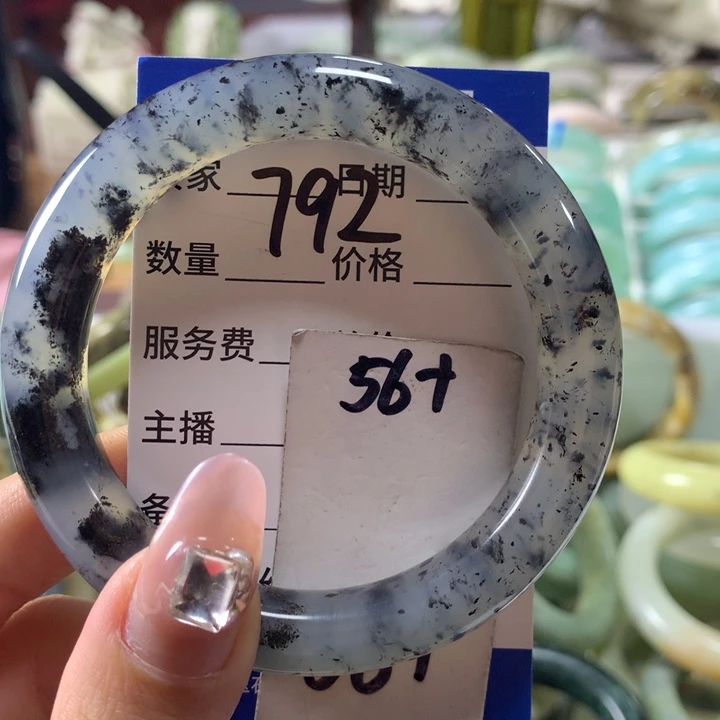 家 792 日期
数量 价格
服务费
56+
主播